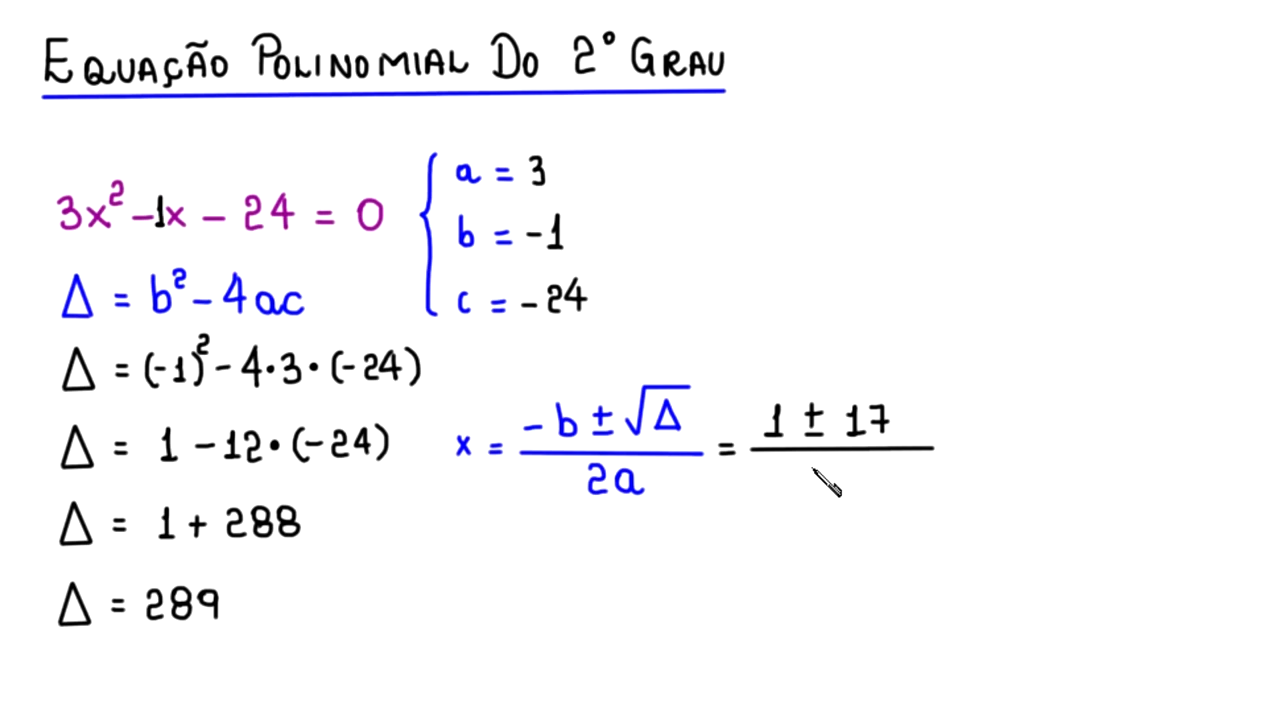 EQUAÇÃO POLINOMIAL DO 2° GRAU
3x² -1x - 24 = 0
a = 3
b = -1
c = -24
Δ = b² - 4ac
Δ = (-1)² - 4·3·(-24)
Δ = 1 - 12·(-24)
x = (-b ± √Δ)/2a = 1 ± 17
Δ = 1 + 288
Δ = 289